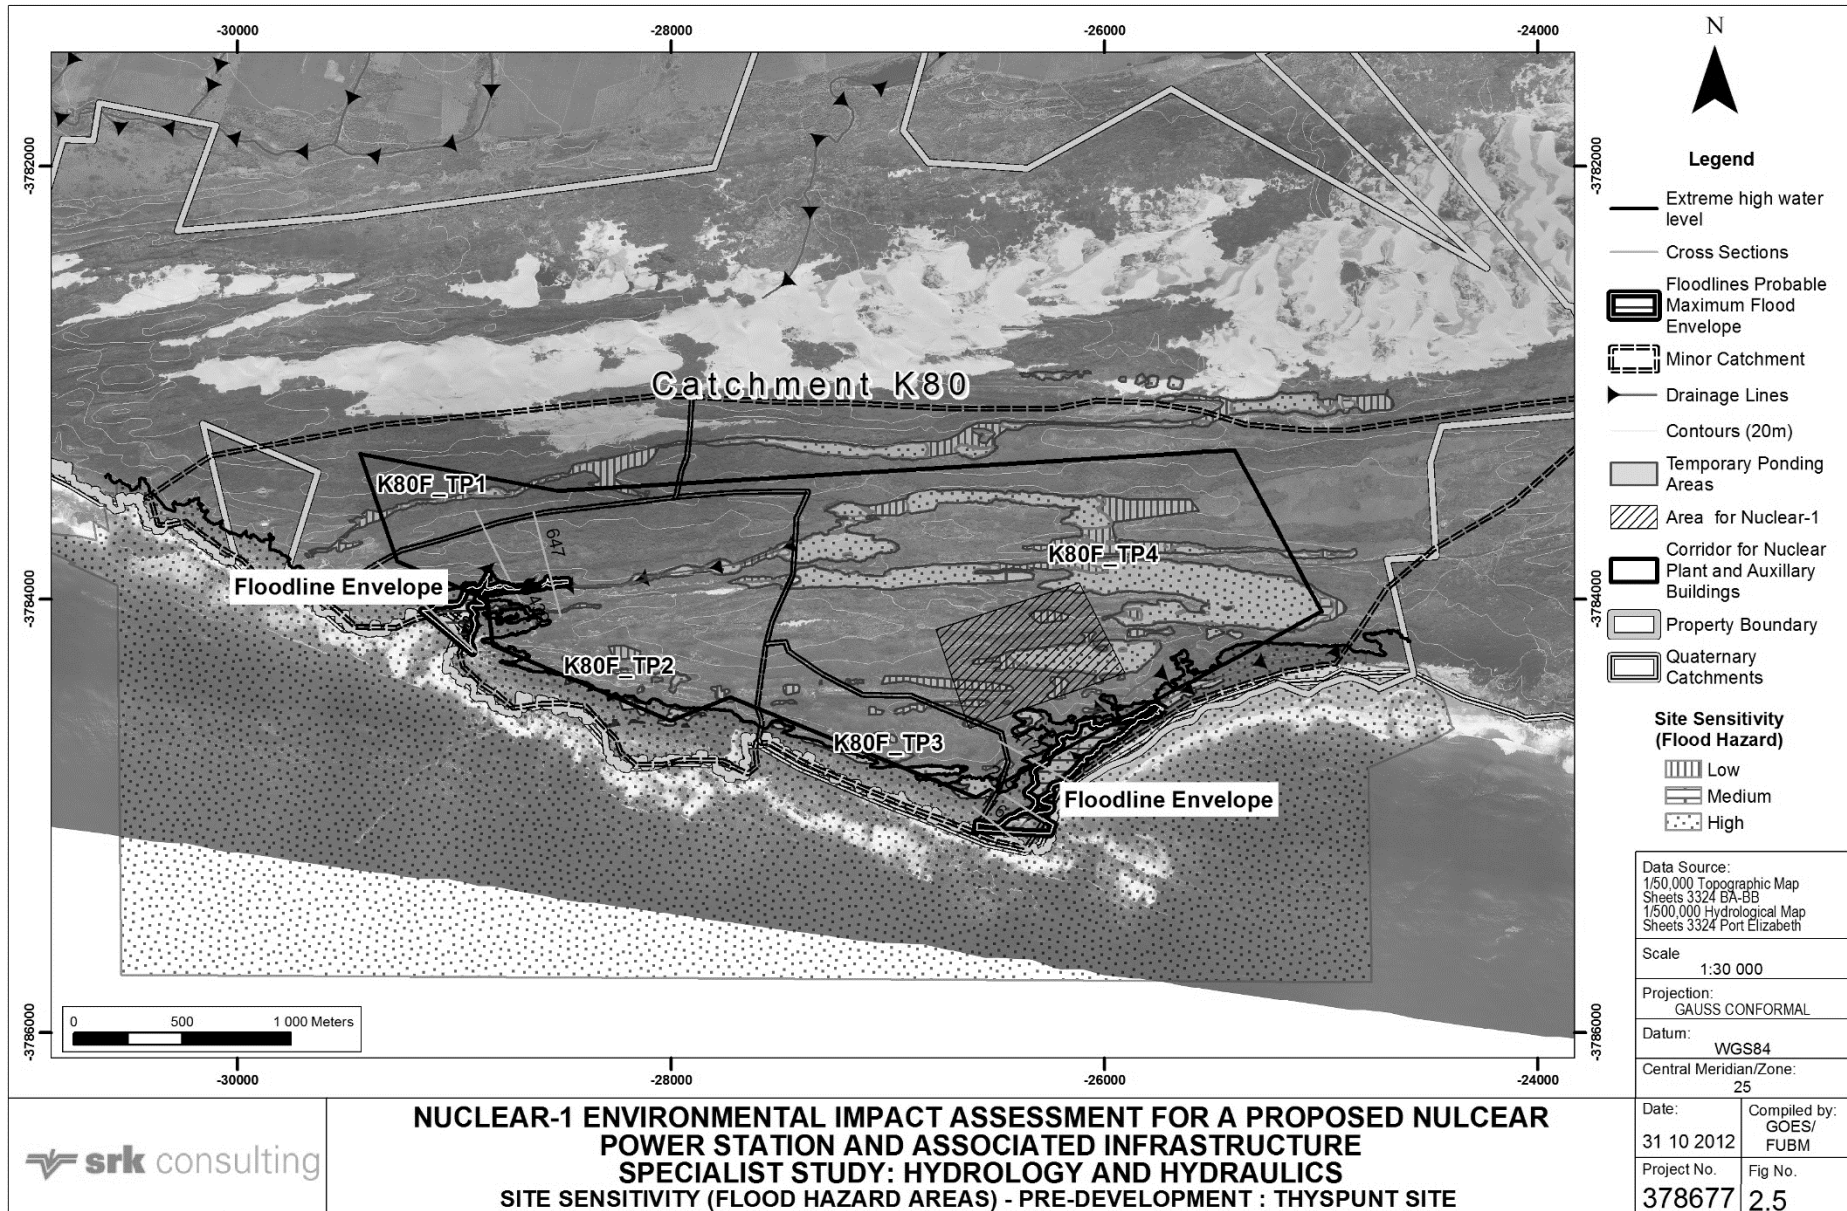 -30000
-28000
-26000
-24000
-3782000
-3782000
-3784000
-3784000
-3786000
-3786000
-30000
-28000
-26000
-24000
Catchment K80
K80F_TP1
647
K80F_TP4
Floodline Envelope
K80F_TP2
K80F_TP3
Floodline Envelope
0 500 1 000 Meters
N
Legend
Extreme high water
level
Cross Sections
Floodlines Probable
Maximum Flood
Envelope
Minor Catchment
Drainage Lines
Contours (20m)
Temporary Ponding
Areas
Area for Nuclear-1
Corridor for Nuclear
Plant and Auxillary
Buildings
Property Boundary
Quaternary
Catchments
Site Sensitivity
(Flood Hazard)
Low
Medium
High
Data Source:
1/50,000 Topographic Map
Sheets 3324 BA-BB
1/500,000 Hydrological Map
Sheets 3324 Port Elizabeth
Scale
1:30 000
Projection:
GAUSS CONFORMAL
Datum:
WGS84
Central Meridian/Zone:
25
Date:
31 10 2012
Compiled by:
GOES/
FUBM
Project No.
378677
Fig No.
2.5
srk consulting
NUCLEAR-1 ENVIRONMENTAL IMPACT ASSESSMENT FOR A PROPOSED NULCEAR
POWER STATION AND ASSOCIATED INFRASTRUCTURE
SPECIALIST STUDY: HYDROLOGY AND HYDRAULICS
SITE SENSITIVITY (FLOOD HAZARD AREAS) - PRE-DEVELOPMENT : THYSPUNT SITE